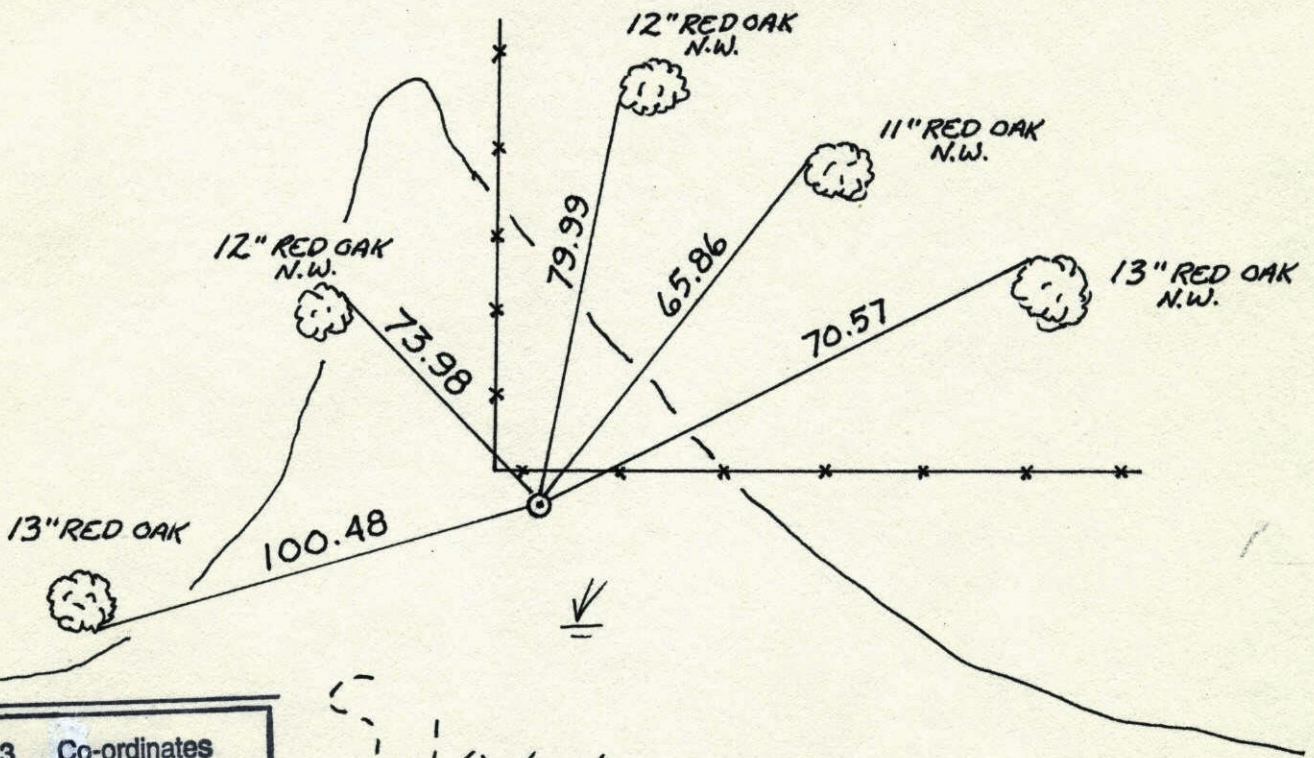 12" RED OAK
N.W.
11" RED OAK
N.W.
12" RED OAK
N.W.
13" RED OAK
N.W.
79.99
65.86
73.98
70.57
13" RED OAK
100.48
3 Co-ordinates